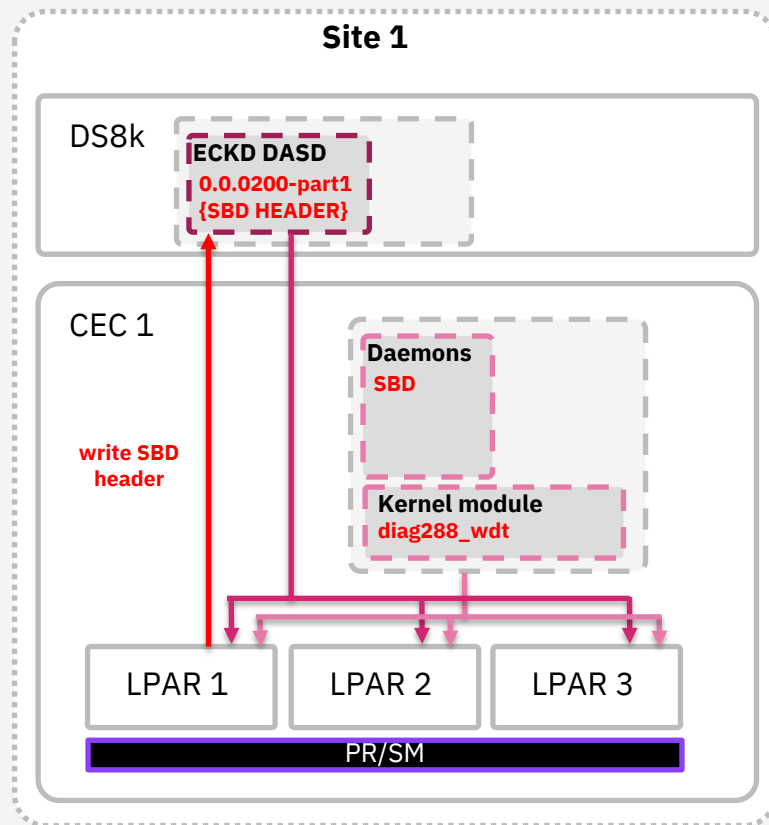 Site 1
DS8k
ECKD DASD
0.0.0200-part1
{SBD HEADER}
CEC 1
Daemons
SBD
write SBD
header
Kernel module
diag288_wdt
LPAR 1
LPAR 2
LPAR 3
PR/SM